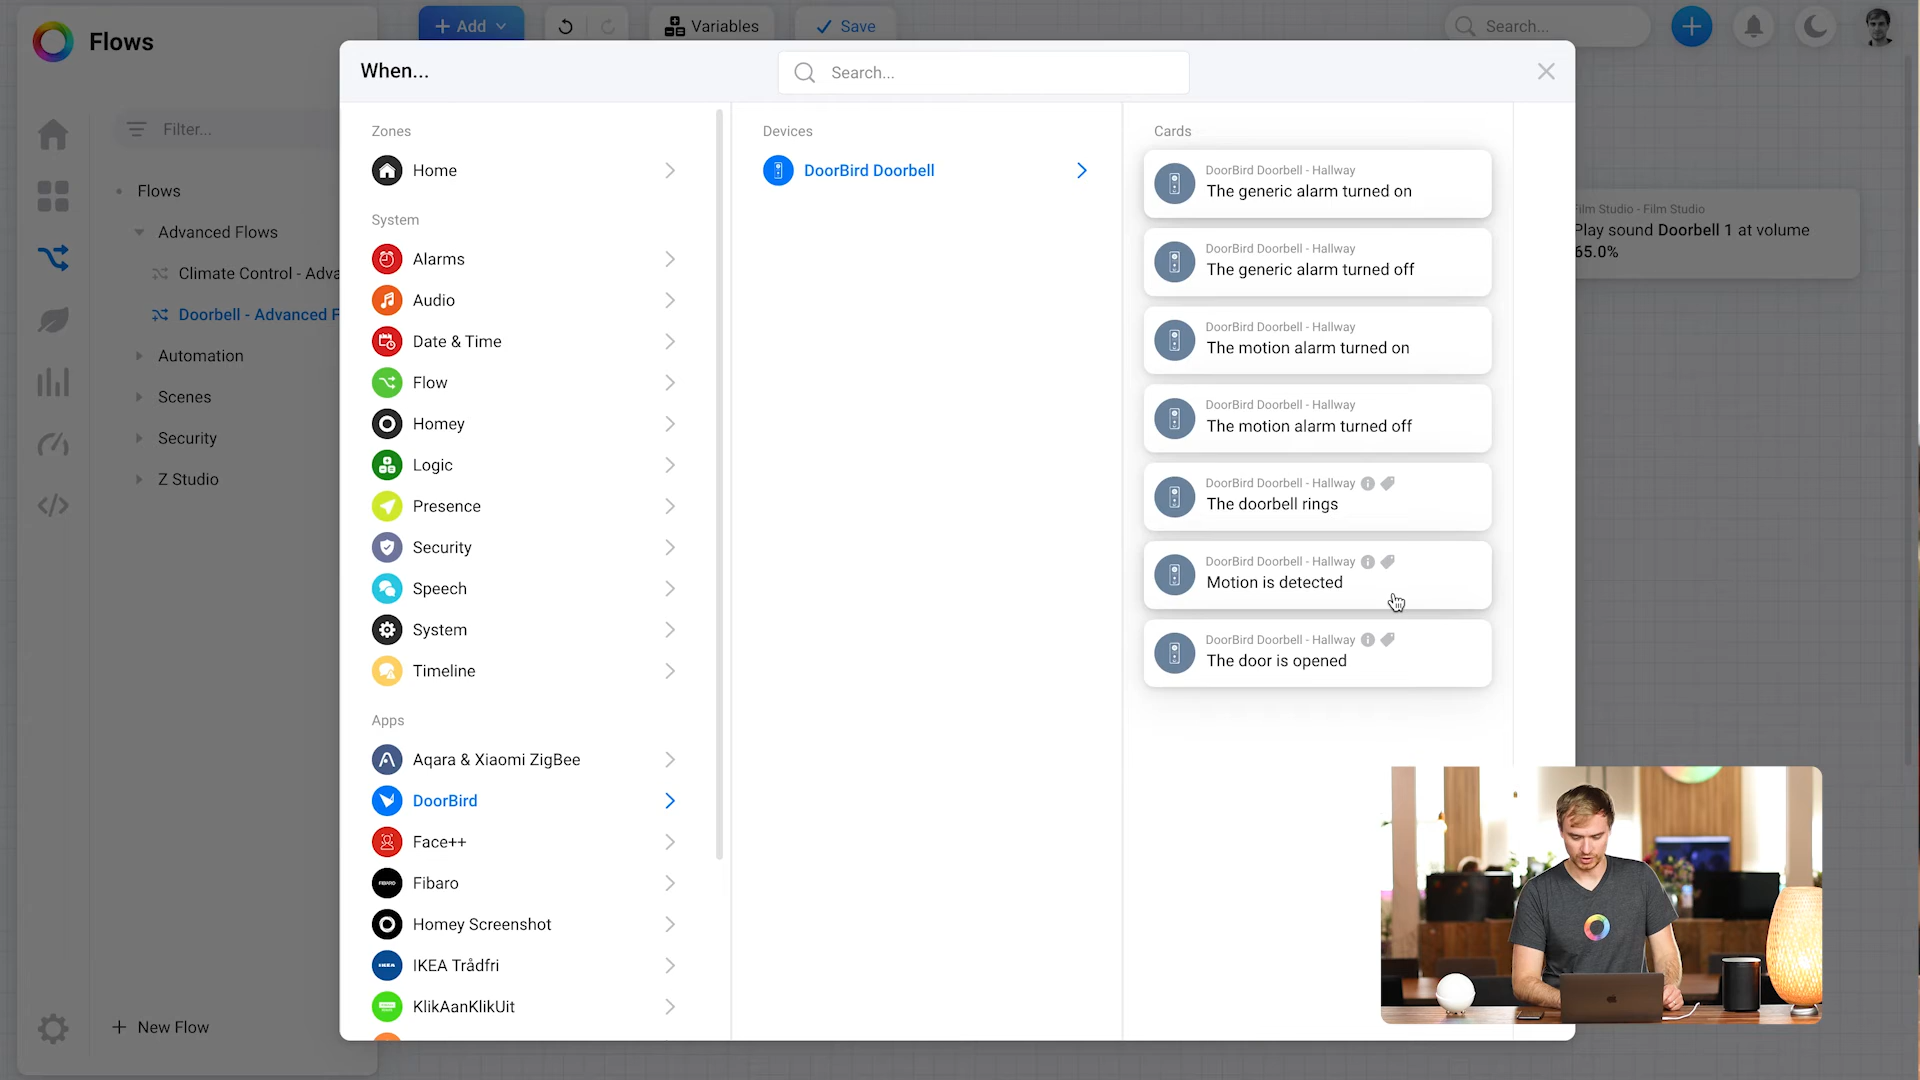 Flows
Add
Variables
Save
Search...
When...
Search...
Filter...
Flows
Advanced Flows
Climate Control - Adva
Doorbell - Advanced F
Automation
Scenes
Security
Z Studio
New Flow
Zones
Home
System
Alarms
Audio
Date & Time
Flow
Homey
Logic
Presence
Security
Speech
System
Timeline
Apps
Aqara & Xiaomi ZigBee
DoorBird
Face++
Fibaro
Homey Screenshot
IKEA Trådfri
KlikAanKlikUit
Devices
DoorBird Doorbell
Cards
DoorBird Doorbell - Hallway
The generic alarm turned on
DoorBird Doorbell - Hallway
The generic alarm turned off
DoorBird Doorbell - Hallway
The motion alarm turned on
DoorBird Doorbell - Hallway
The motion alarm turned off
DoorBird Doorbell - Hallway
The doorbell rings
DoorBird Doorbell - Hallway
Motion is detected
DoorBird Doorbell - Hallway
The door is opened
Film Studio - Film Studio
Play sound Doorbell 1 at volume
65.0%